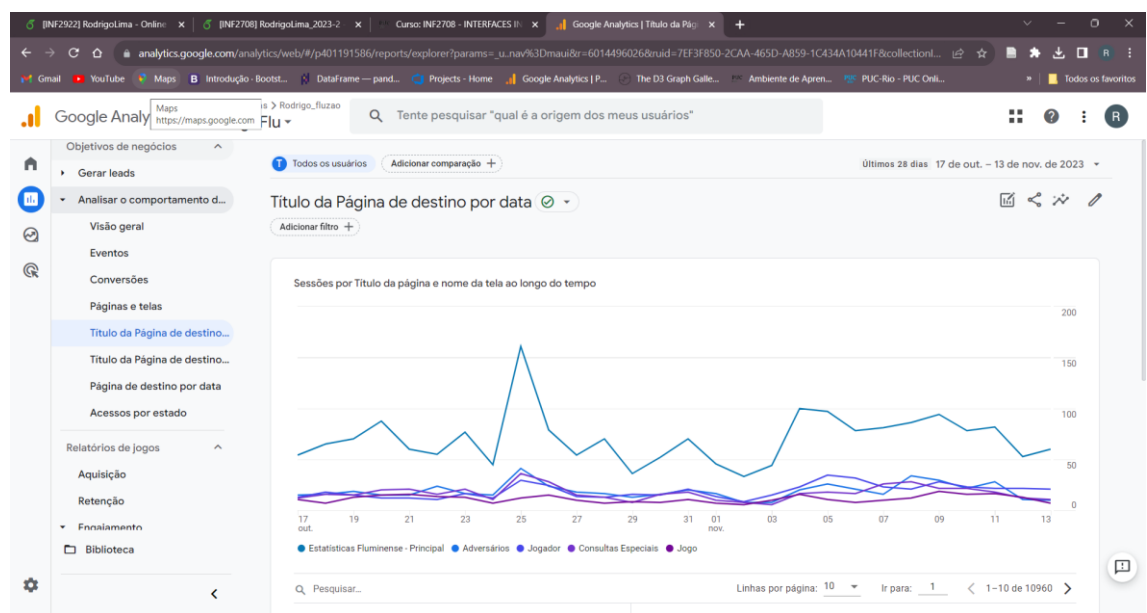 [INF2922] RodrigoLima - Online
[INF2708] RodrigoLima_2023-2
Curso: INF2708 - INTERFACES IN
Google Analytics | Título da Pági
analytics.google.com/analytics/web/#/p401191586/reports/explorer?params=_u.nav%3Dmaui&r=6014496026&ruid=7EF3F850-2CAA-465D-A859-1C434A10441F&collectionI...
R
Gmail
YouTube
Maps
Introdução - Bootst...
DataFrame — pand...
Projects - Home
Google Analytics | P...
The D3 Graph Galle...
Ambiente de Apren...
PUC-Rio - PUC Onli...
»
Todos os favoritos
Google Analy
Maps
https://maps.google.com
s > Rodrigo_fluzao
Flu
Tente pesquisar "qual é a origem dos meus usuários"
R
Objetivos de negócios
Gerar leads
Analisar o comportamento d...
Visão geral
Eventos
Conversões
Páginas e telas
Título da Página de destino...
Título da Página de destino...
Página de destino por data
Acessos por estado
Relatórios de jogos
Aquisição
Retenção
Engajamento
Biblioteca
T Todos os usuários
Adicionar comparação +
Últimos 28 dias 17 de out. – 13 de nov. de 2023
Título da Página de destino por data
Adicionar filtro +
Sessões por Título da página e nome da tela ao longo do tempo
200
150
100
50
0
17 19 21 23 25 27 29 31 01 03 05 07 09 11 13
out. nov.
Estatísticas Fluminense - Principal Adversários Jogador Consultas Especiais Jogo
Pesquisar...
Linhas por página: 10
Ir para: 1
< 1–10 de 10960 >